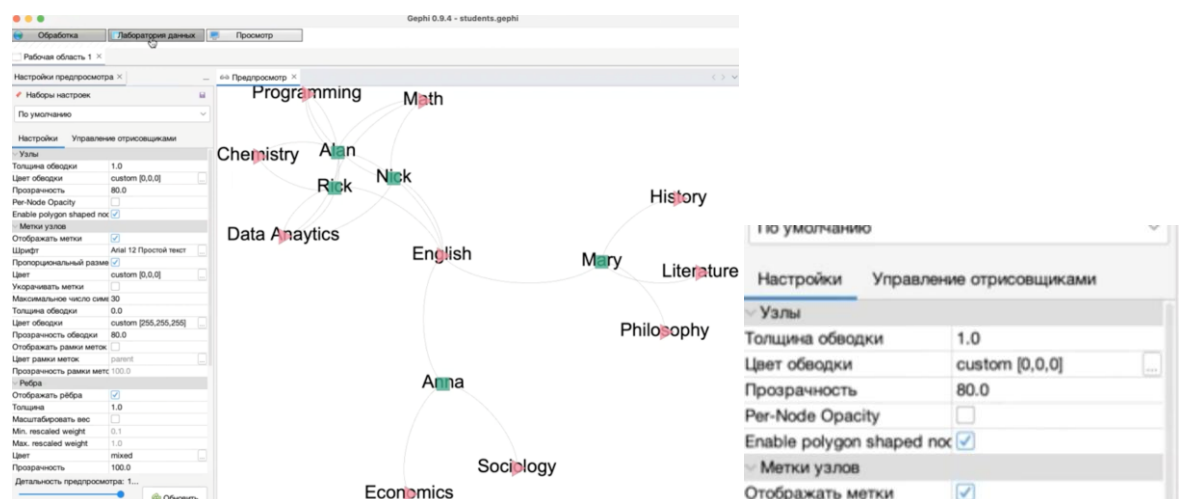 Gephi 0.9.4 - students.gephi
Обработка Лаборатория данных Просмотр
Рабочая область 1 ×
Настройки предпросмотра × ...
Наборы настроек
По умолчанию
Настройки Управление отрисовщиками
Узлы
Толщина обводки 1.0
Цвет обводки custom [0,0,0] ...
Прозрачность 80.0
Per-Node Opacity
Enable polygon shaped noc
Метки узлов
Отображать метки
Шрифт Arial 12 Простой текст ...
Пропорциональный разме
Цвет custom [0,0,0] ...
Укорачивать метки
Максимальное число симв 30
Толщина обводки 0.0
Цвет обводки custom [255,255,255] ...
Прозрачность обводки 80.0
Отображать рамки меток
Цвет рамки меток parent ...
Прозрачность рамки метс 100.0
Ребра
Отображать рёбра
Толщина 1.0
Масштабировать вес
Min. rescaled weight 0.1
Max. rescaled weight 1.0
Цвет mixed ...
Прозрачность 100.0
Детальность предпросмотра: 1...
Обновить
Предпросмотр ×
Programming
Math
Chemistry
Alan
Nick
Rick
History
Data Anaytics
English
Mary
Literature
Philosophy
Anna
Sociology
Economics
По умолчанию
Настройки Управление отрисовщиками
Узлы
Толщина обводки 1.0
Цвет обводки custom [0,0,0] ...
Прозрачность 80.0
Per-Node Opacity
Enable polygon shaped noc
Метки узлов
Отображать метки